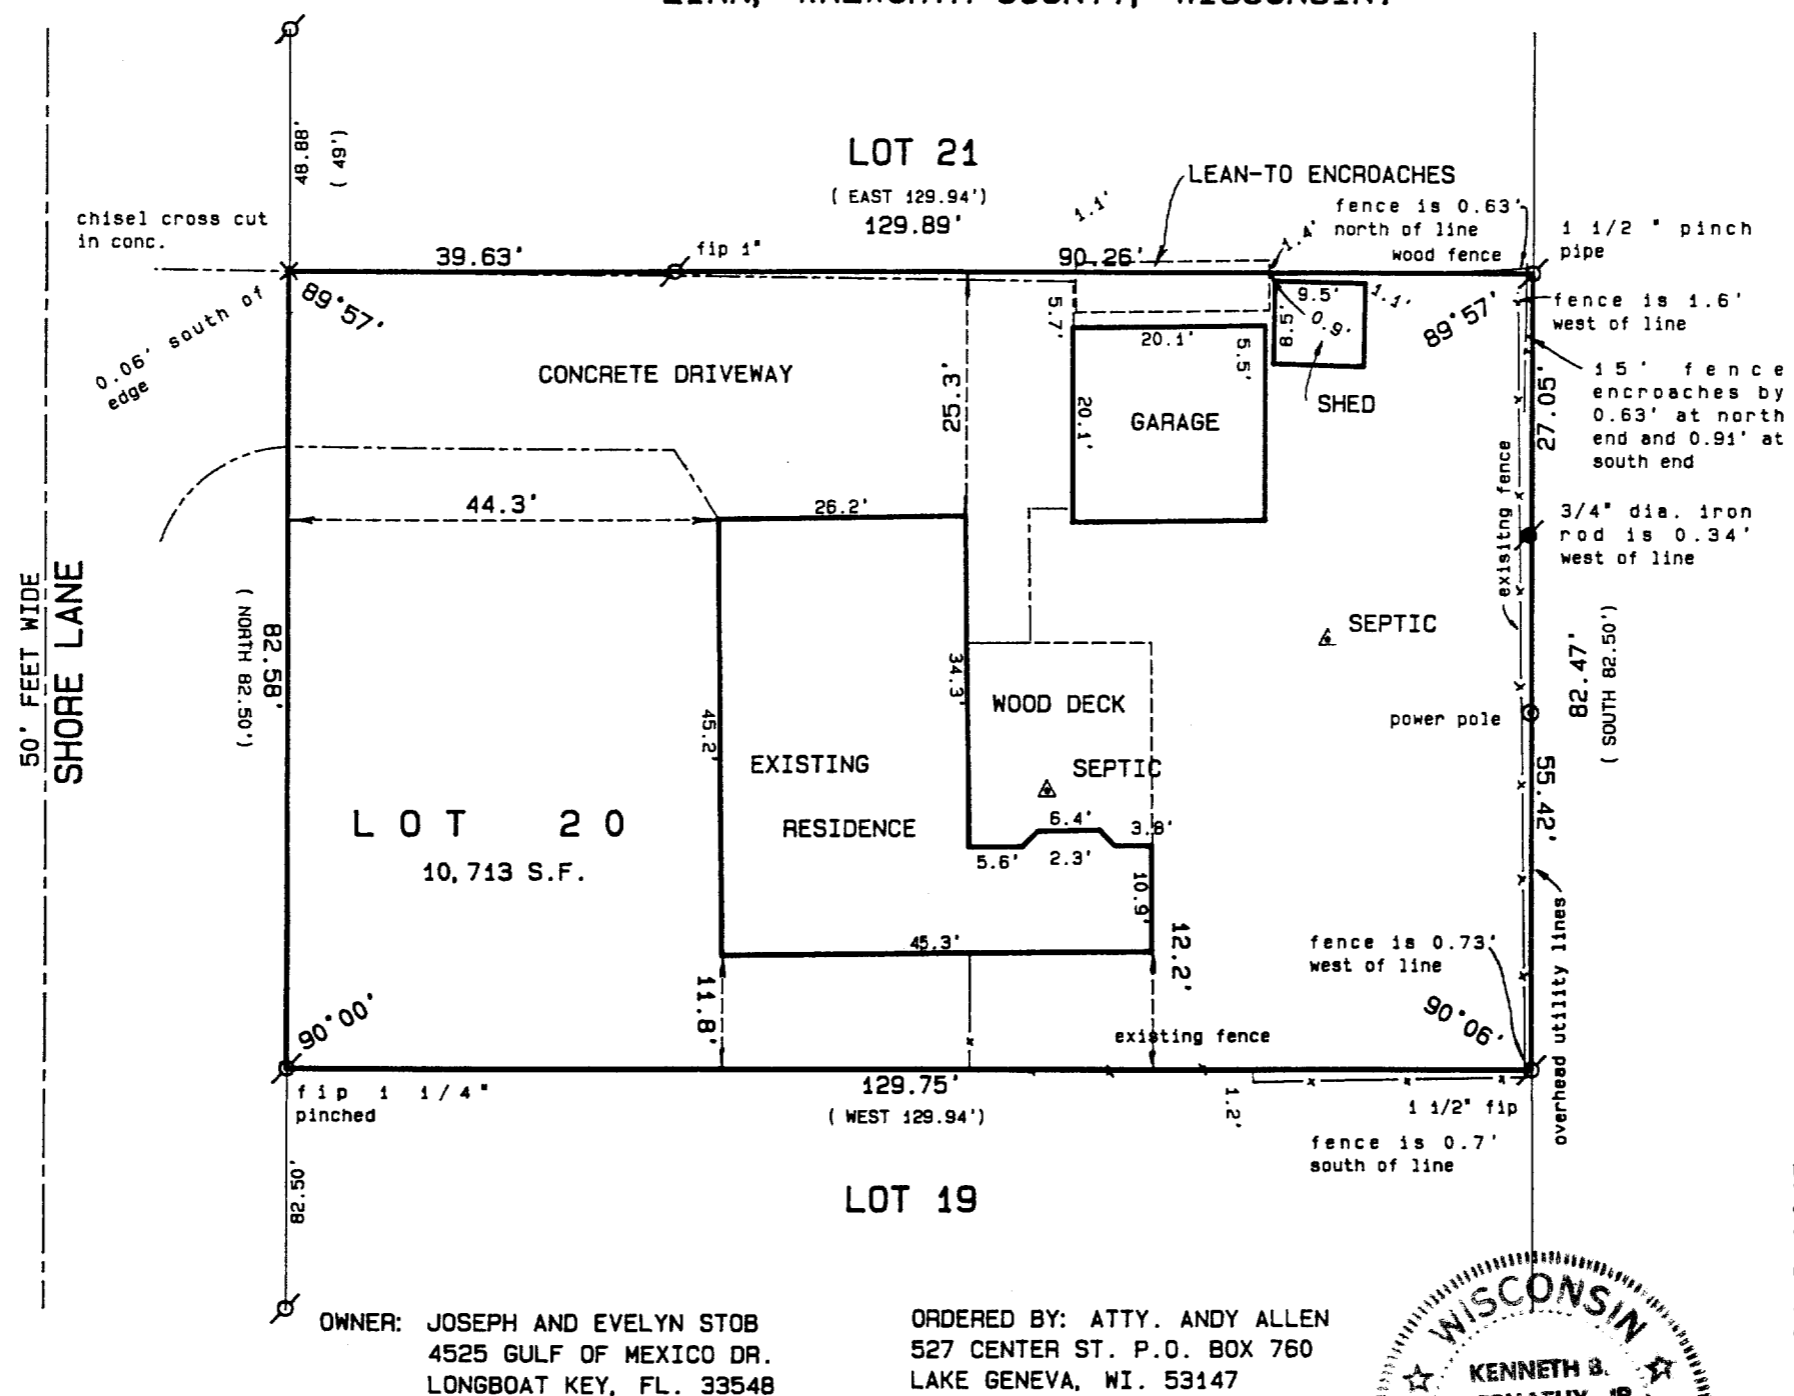 LOT 21
( EAST 129.94')
129.89'
LEAN-TO ENCROACHES
1.1'
1.4'
fence is 0.63'
north of line
wood fence
1 1/2 " pinch
pipe
48.88'
( 49')
chisel cross cut
in conc.
39.63'
fip 1"
90.26'
0.06' south of
edge
89°57'
5.7'
9.5'
1.1'
8.5'
0.9'
89°57'
fence is 1.6'
west of line
CONCRETE DRIVEWAY
25.3'
20.1'
5.5'
20.1'
GARAGE
SHED
27.05'
15' fence
encroaches by
0.63' at north
end and 0.91' at
south end
44.3'
26.2'
exisitng fence
3/4" dia. iron
rod is 0.34'
west of line
50' FEET WIDE
SHORE LANE
82.58'
( NORTH 82.50')
45.2'
34.3'
SEPTIC
82.47'
( SOUTH 82.50')
WOOD DECK
power pole
EXISTING
RESIDENCE
SEPTIC
55.42'
LOT 20
10,713 S.F.
6.4'
3.8'
5.6'
2.3'
10.9'
45.3'
12.2'
fence is 0.73'
west of line
overhead utility lines
11.8'
90°00'
existing fence
90°06'
fip 1 1/4"
pinched
129.75'
( WEST 129.94')
1.2'
1 1/2" fip
fence is 0.7'
south of line
82.50'
LOT 19
OWNER: JOSEPH AND EVELYN STOB
4525 GULF OF MEXICO DR.
LONGBOAT KEY, FL. 33548
ORDERED BY: ATTY. ANDY ALLEN
527 CENTER ST. P.O. BOX 760
LAKE GENEVA, WI. 53147
WISCONSIN
KENNETH B.